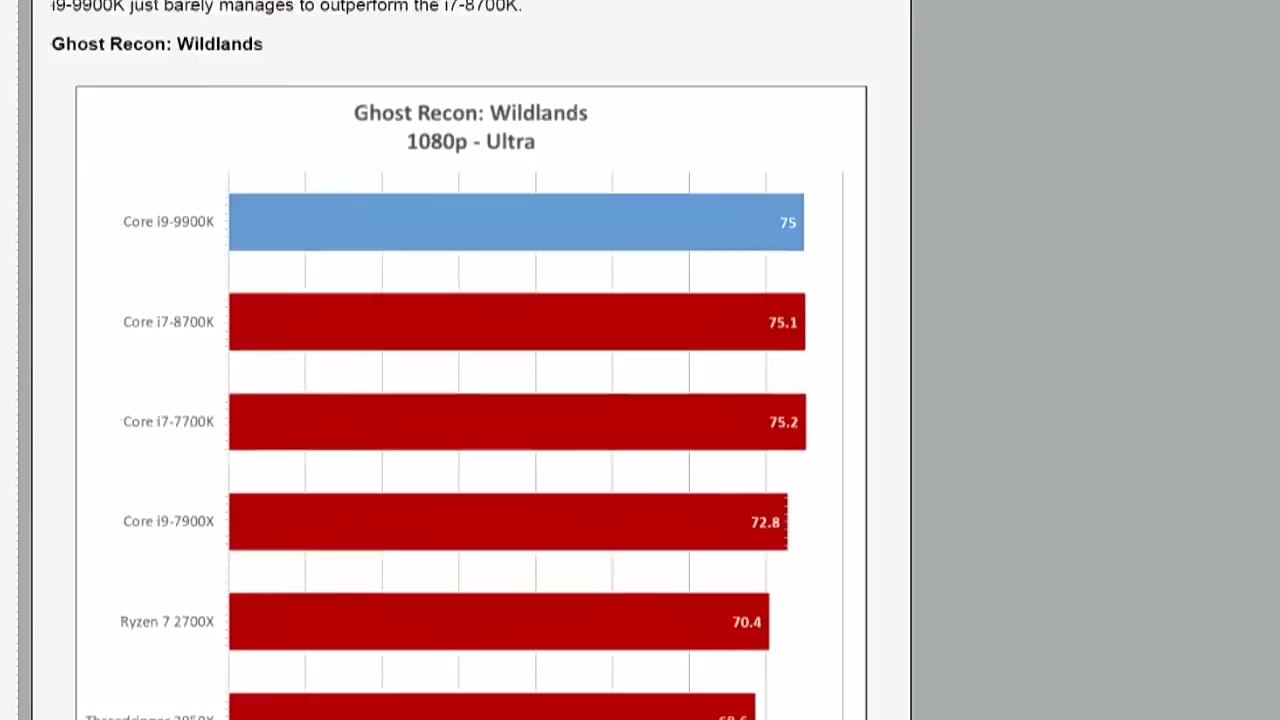 i9-9900K just barely manages to outperform the i7-8700K.
Ghost Recon: Wildlands
Ghost Recon: Wildlands
1080p - Ultra
Core i9-9900K 75
Core i7-8700K 75.1
Core i7-7700K 75.2
Core i9-7900X 72.8
Ryzen 7 2700X 70.4